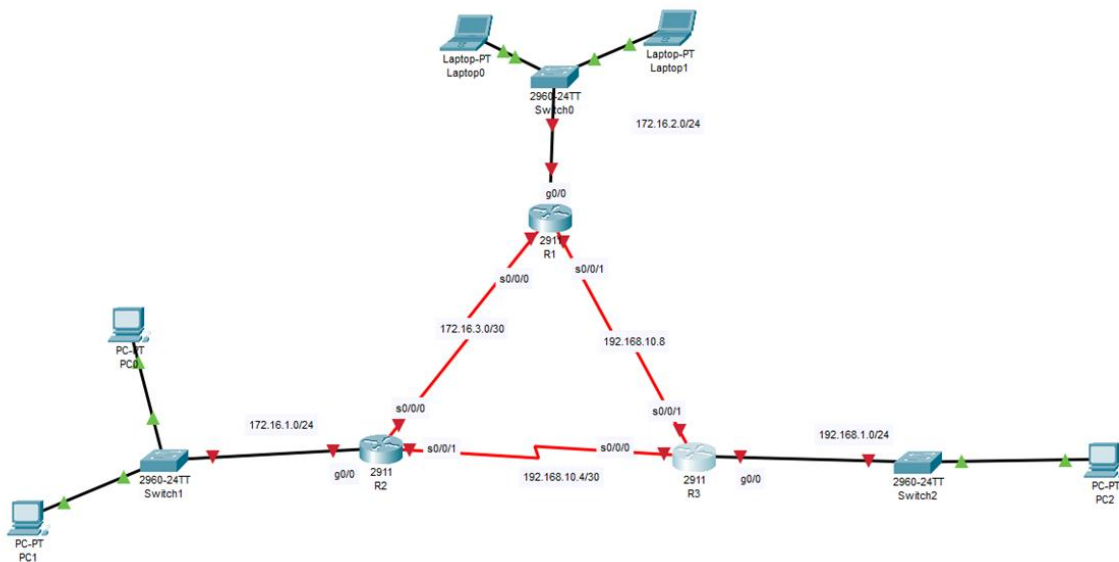 Laptop-PT
Laptop0
Laptop-PT
Laptop1
2960-24TT
Switch0
172.16.2.0/24
g0/0
2911
R1
s0/0/0
s0/0/1
172.16.3.0/30
192.168.10.8
PC-PT
PC0
s0/0/0
s0/0/1
172.16.1.0/24
192.168.1.0/24
s0/0/1
s0/0/0
2960-24TT
Switch1
g0/0
2911
R2
192.168.10.4/30
2911
R3
g0/0
2960-24TT
Switch2
PC-PT
PC2
PC-PT
PC1